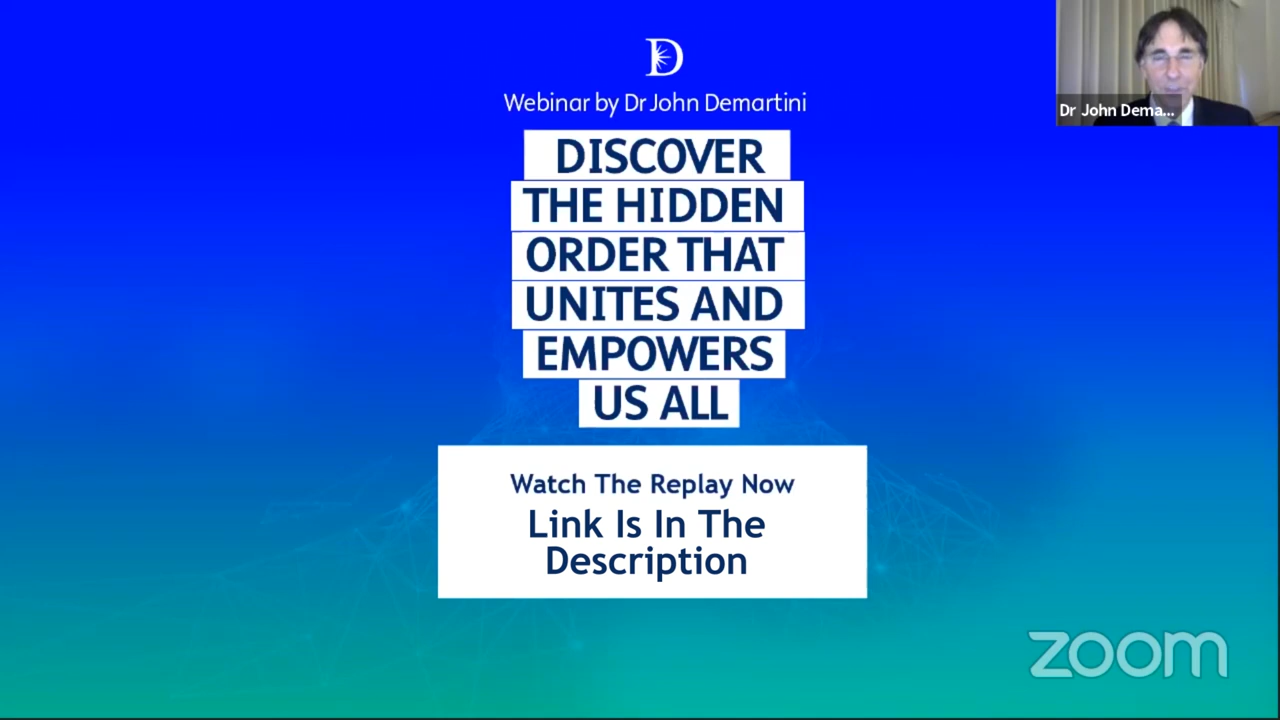 D
Webinar by Dr John Demartini
DISCOVER
THE HIDDEN
ORDER THAT
UNITES AND
EMPOWERS
US ALL
Watch The Replay Now
Link Is In The
Description
Dr John Dema...
zoom